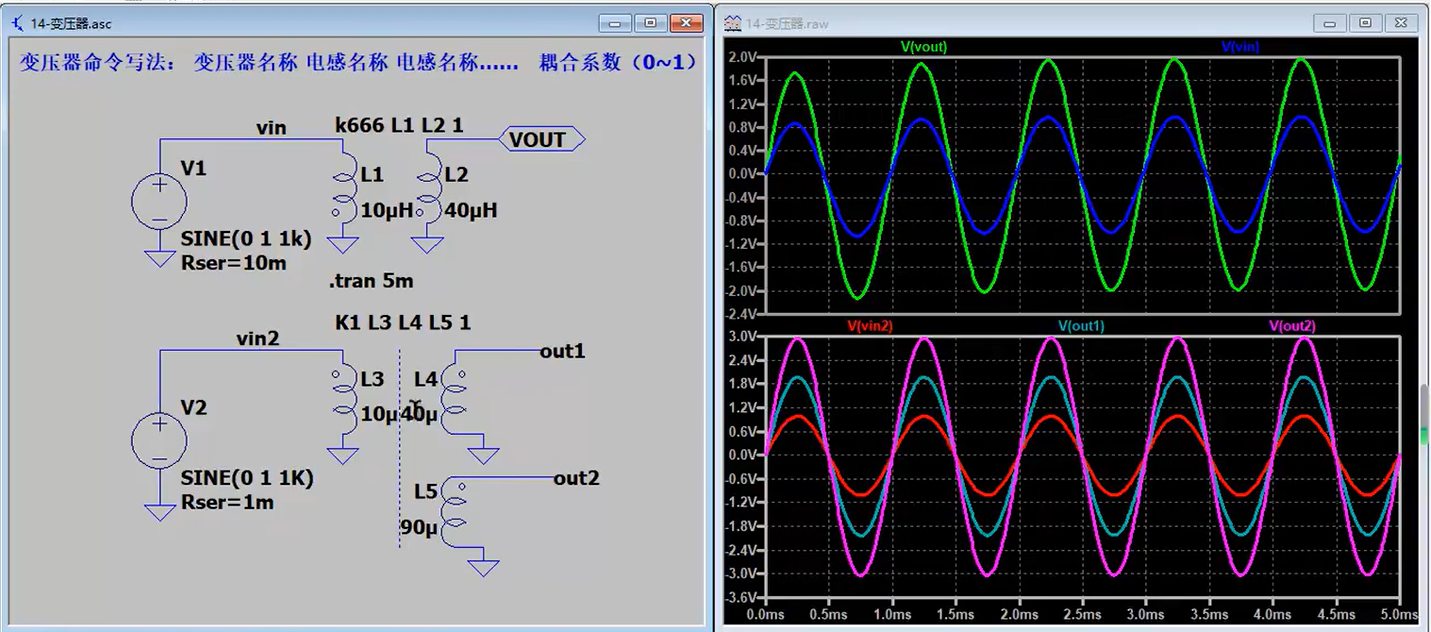 14-变压器.asc
变压器命令写法： 变压器名称 电感名称 电感名称…… 耦合系数（0~1）
vin
k666 L1 L2 1
VOUT
V1
L1
L2
10µH
40µH
SINE(0 1 1k)
Rser=10m
.tran 5m
K1 L3 L4 L5 1
vin2
out1
L3
L4
V2
10µ
40µ
SINE(0 1 1K)
Rser=1m
L5
out2
90µ
14-变压器.raw
V(vout)
V(vin)
2.0V
1.6V
1.2V
0.8V
0.4V
0.0V
-0.4V
-0.8V
-1.2V
-1.6V
-2.0V
-2.4V
V(vin2)
V(out1)
V(out2)
3.0V
2.4V
1.8V
1.2V
0.6V
0.0V
-0.6V
-1.2V
-1.8V
-2.4V
-3.0V
-3.6V
0.0ms 0.5ms 1.0ms 1.5ms 2.0ms 2.5ms 3.0ms 3.5ms 4.0ms 4.5ms 5.0ms